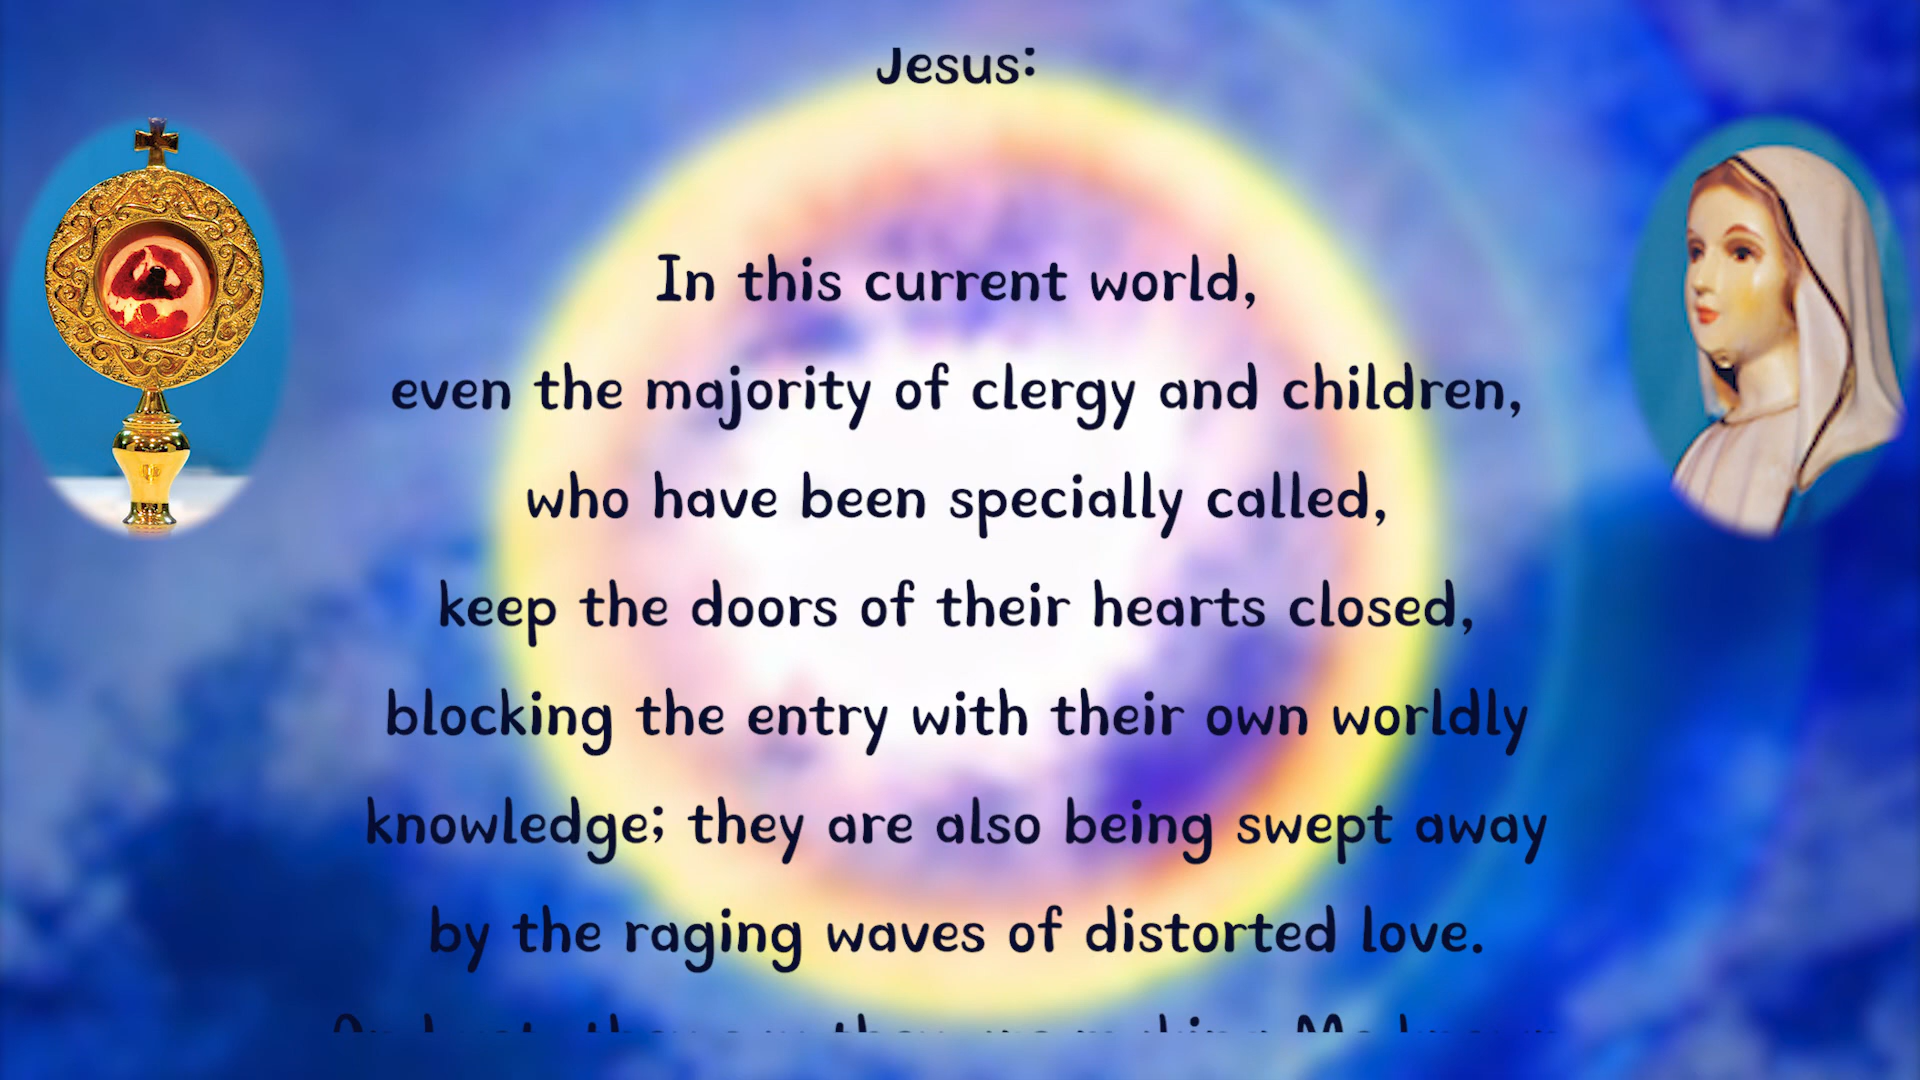 Jesus:
In this current world,
even the majority of clergy and children,
who have been specially called,
keep the doors of their hearts closed,
blocking the entry with their own worldly
knowledge; they are also being swept away
by the raging waves of distorted love.